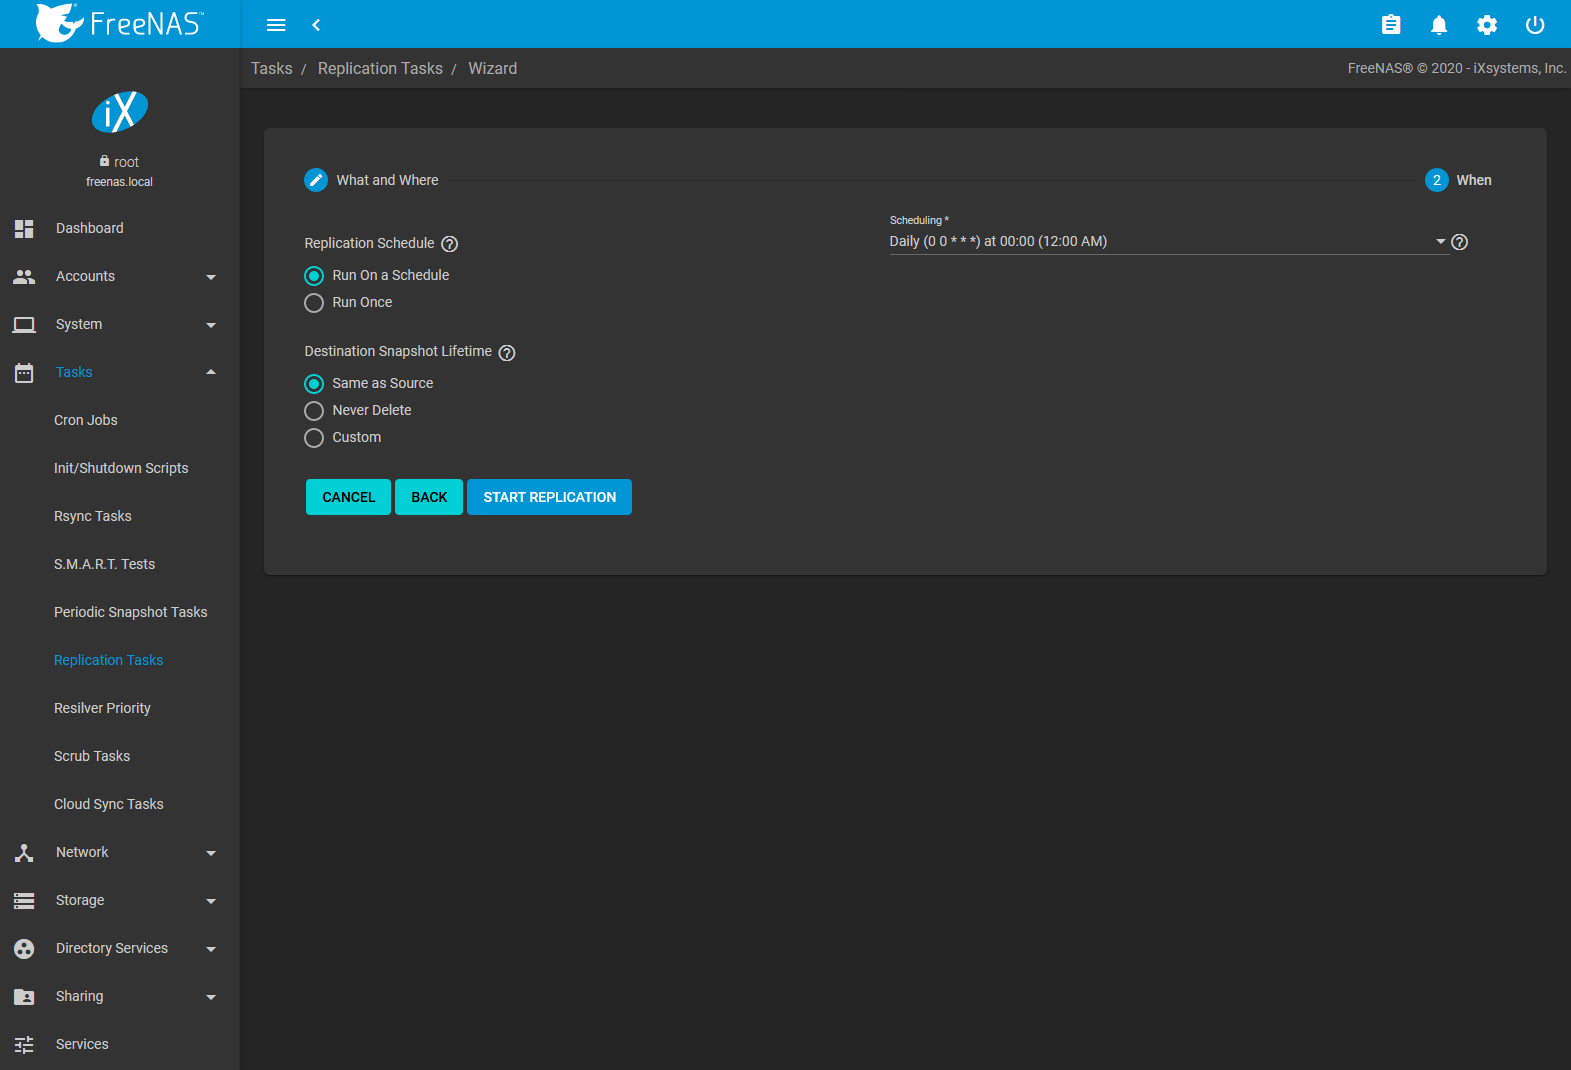 FreeNAS™
Tasks / Replication Tasks / Wizard
FreeNAS® © 2020 - iXsystems, Inc.
iX
root
freenas.local
Dashboard
Accounts
System
Tasks
Cron Jobs
Init/Shutdown Scripts
Rsync Tasks
S.M.A.R.T. Tests
Periodic Snapshot Tasks
Replication Tasks
Resilver Priority
Scrub Tasks
Cloud Sync Tasks
Network
Storage
Directory Services
Sharing
Services
What and Where
2 When
Replication Schedule ?
Run On a Schedule
Run Once
Destination Snapshot Lifetime ?
Same as Source
Never Delete
Custom
Scheduling *
Daily (0 0 * * *) at 00:00 (12:00 AM) ?
CANCEL BACK START REPLICATION